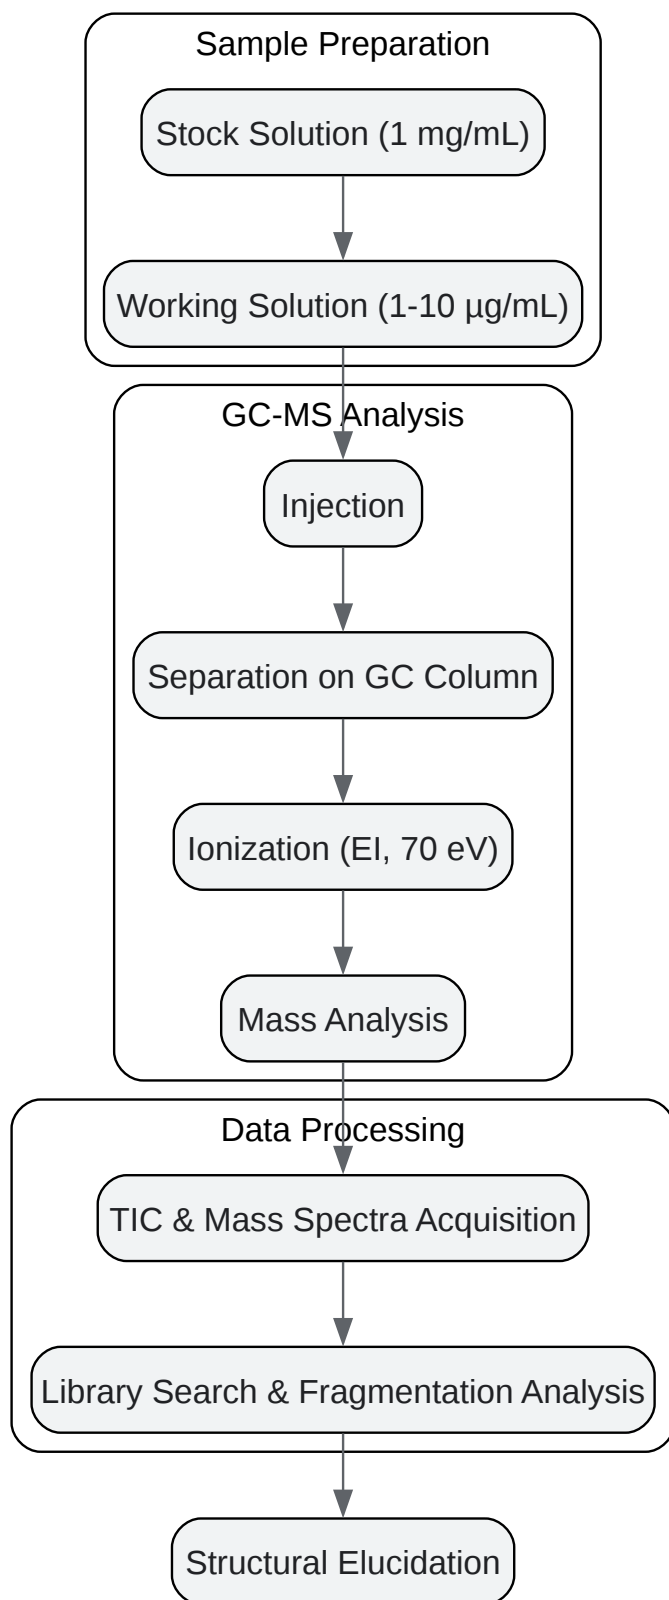 Sample Preparation
Stock Solution (1 mg/mL)
Working Solution (1-10 µg/mL)
GC-MS Analysis
Injection
Separation on GC Column
Ionization (EI, 70 eV)
Mass Analysis
Data Processing
TIC & Mass Spectra Acquisition
Library Search & Fragmentation Analysis
Structural Elucidation